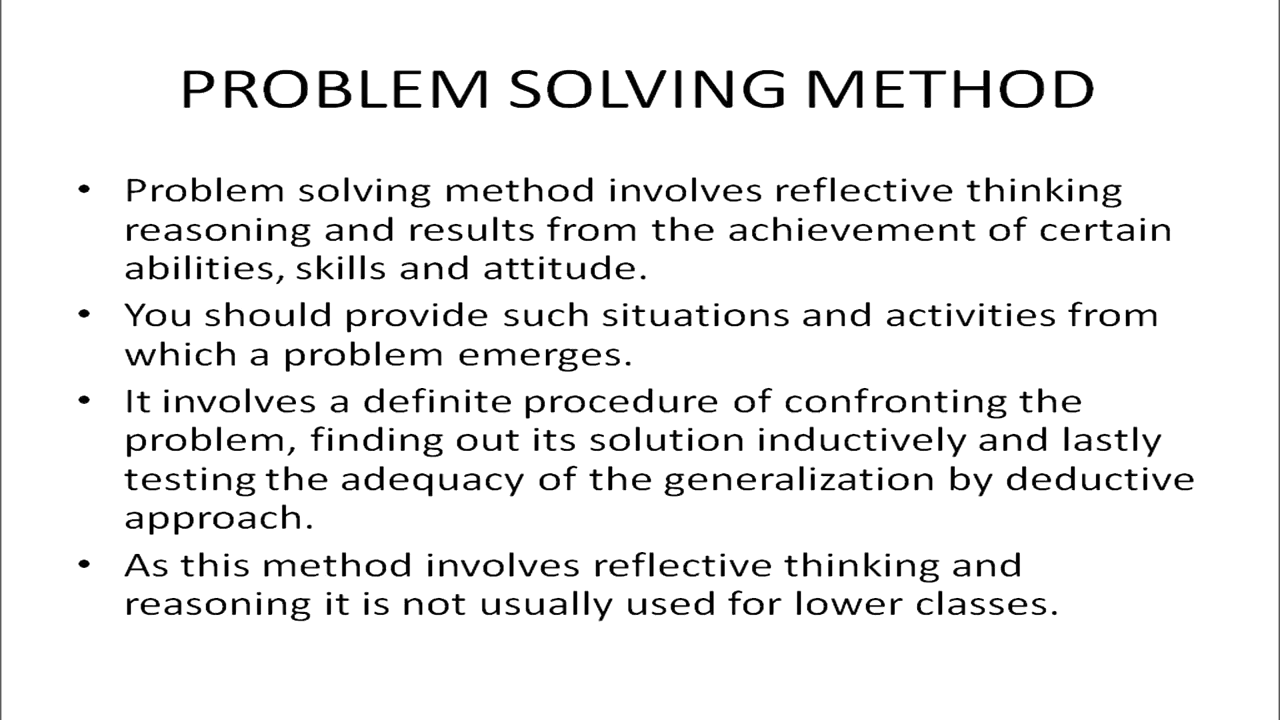 PROBLEM SOLVING METHOD
• Problem solving method involves reflective thinking
reasoning and results from the achievement of certain
abilities, skills and attitude.
• You should provide such situations and activities from
which a problem emerges.
• It involves a definite procedure of confronting the
problem, finding out its solution inductively and lastly
testing the adequacy of the generalization by deductive
approach.
• As this method involves reflective thinking and
reasoning it is not usually used for lower classes.